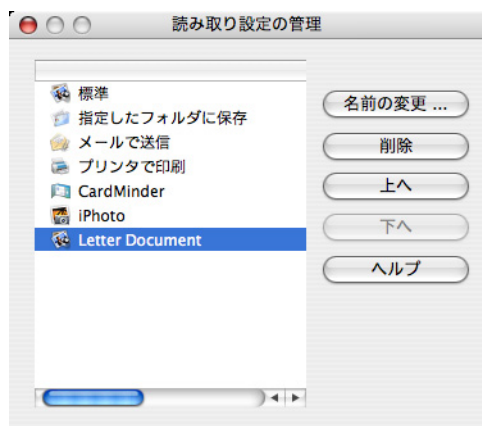 読み取り設定の管理
標準
指定したフォルダに保存
メールで送信
プリンタで印刷
CardMinder
iPhoto
Letter Document
名前の変更 ...
削除
上へ
下へ
ヘルプ